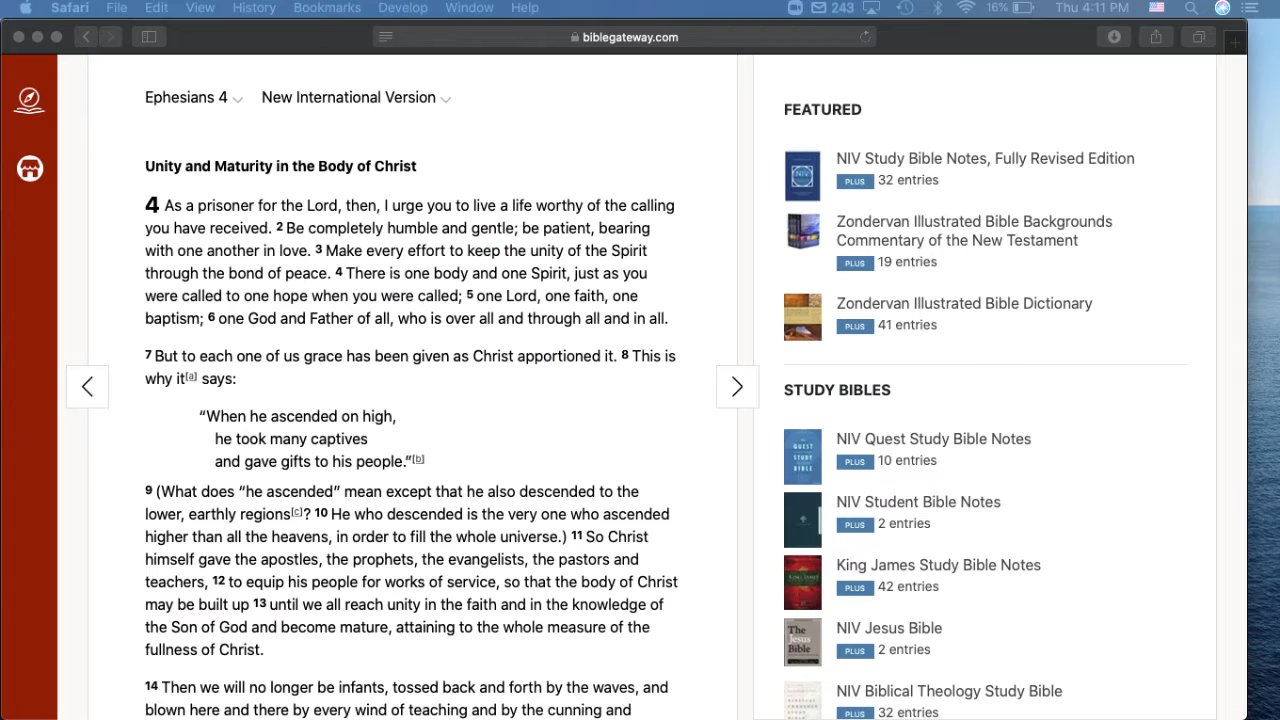 Safari File Edit View History Bookmarks Develop Window Help 243 16% Thu 4:11 PM
biblegateway.com
Ephesians 4 New International Version
Unity and Maturity in the Body of Christ
4 As a prisoner for the Lord, then, I urge you to live a life worthy of the calling
you have received. 2 Be completely humble and gentle; be patient, bearing
with one another in love. 3 Make every effort to keep the unity of the Spirit
through the bond of peace. 4 There is one body and one Spirit, just as you
were called to one hope when you were called; 5 one Lord, one faith, one
baptism; 6 one God and Father of all, who is over all and through all and in all.
7 But to each one of us grace has been given as Christ apportioned it. 8 This is
why it[a] says:
“When he ascended on high,
he took many captives
and gave gifts to his people.”[b]
9 (What does “he ascended” mean except that he also descended to the
lower, earthly regions[c]? 10 He who descended is the very one who ascended
higher than all the heavens, in order to fill the whole universe.) 11 So Christ
himself gave the apostles, the prophets, the evangelists, the pastors and
teachers, 12 to equip his people for works of service, so that the body of Christ
may be built up 13 until we all reach unity in the faith and in the knowledge of
the Son of God and become mature, attaining to the whole measure of the
fullness of Christ.
14 Then we will no longer be infants, tossed back and forth by the waves, and
blown here and there by every wind of teaching and by the cunning and
FEATURED
NIV Study Bible Notes, Fully Revised Edition
PLUS 32 entries
Zondervan Illustrated Bible Backgrounds
Commentary of the New Testament
PLUS 19 entries
Zondervan Illustrated Bible Dictionary
PLUS 41 entries
STUDY BIBLES
NIV Quest Study Bible Notes
PLUS 10 entries
NIV Student Bible Notes
PLUS 2 entries
King James Study Bible Notes
PLUS 42 entries
NIV Jesus Bible
PLUS 2 entries
NIV Biblical Theology Study Bible
PLUS 32 entries
NIV
QUEST
STUDY
BIBLE
KING JAMES
The
Jesus
Bible